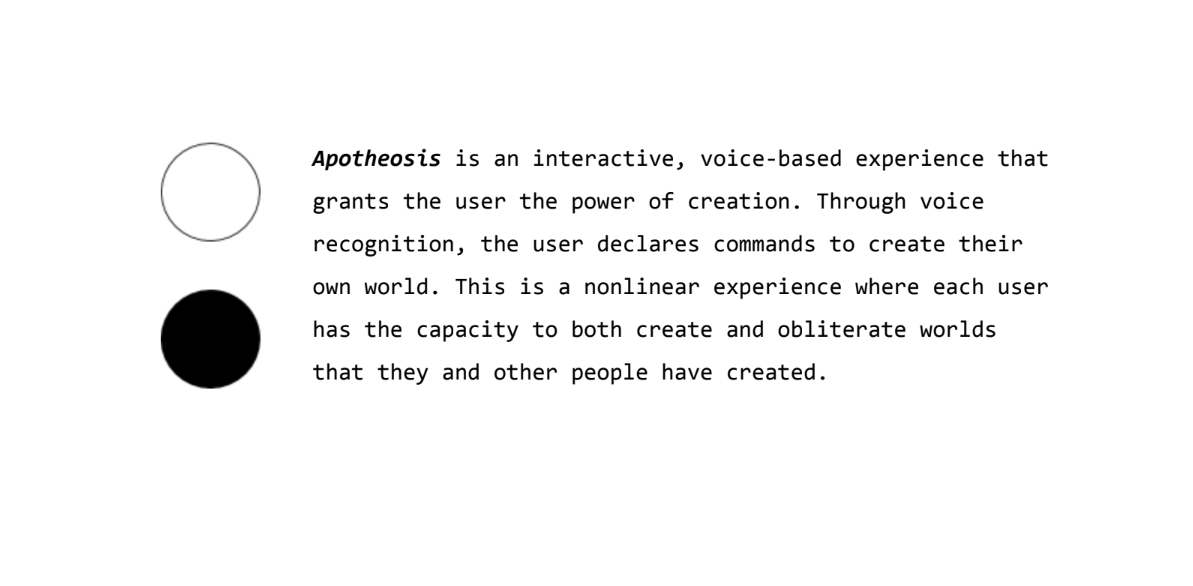 Apotheosis is an interactive, voice-based experience that
grants the user the power of creation. Through voice
recognition, the user declares commands to create their
own world. This is a nonlinear experience where each user
has the capacity to both create and obliterate worlds
that they and other people have created.